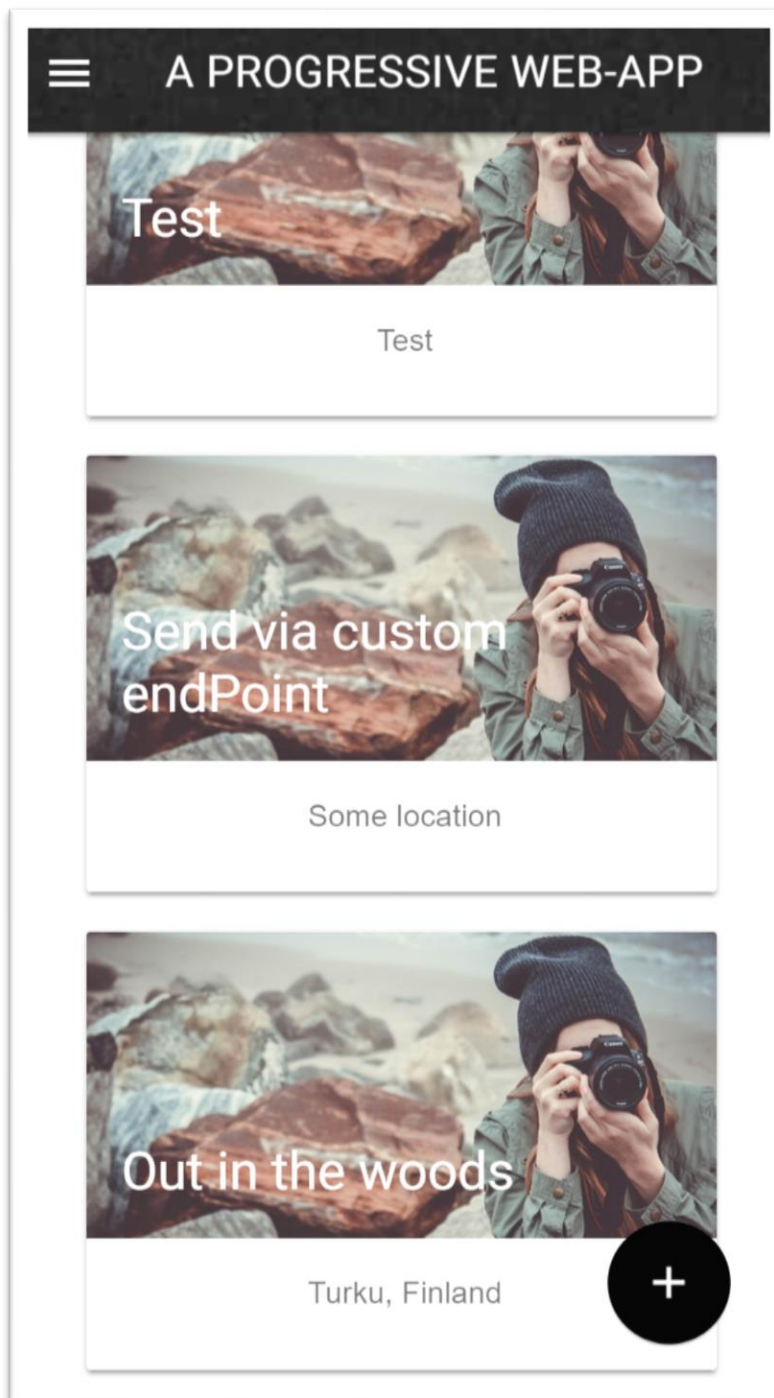 A PROGRESSIVE WEB-APP
Test
Test
Send via custom
endPoint
Some location
Out in the woods
Turku, Finland
+